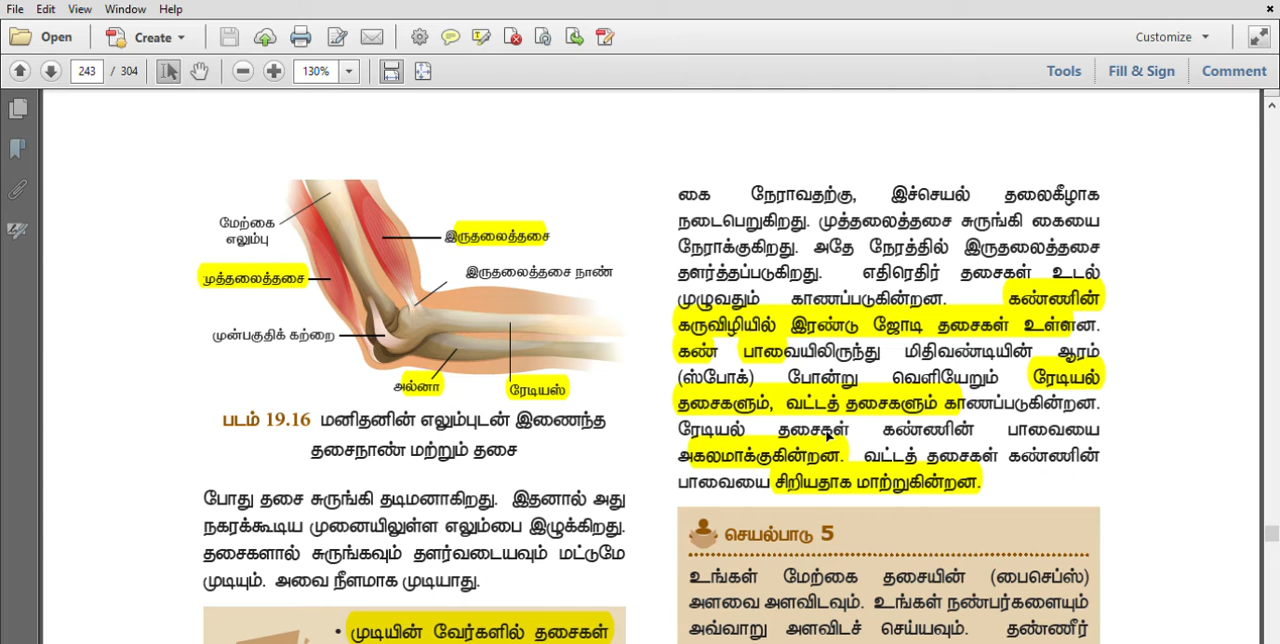 File Edit View Window Help
Open Create Customize
243 / 304 130% Tools Fill & Sign Comment
மேற்கை
எலும்பு
இருதலைத்தசை
இருதலைத்தசை நாண்
முத்தலைத்தசை
முன்பகுதிக் கற்றை
அல்னா
ரேடியஸ்
படம் 19.16 மனிதனின் எலும்புடன் இணைந்த
தசைநாண் மற்றும் தசை
போது தசை சுருங்கி தடிமனாகிறது. இதனால் அது
நகரக்கூடிய முனையிலுள்ள எலும்பை இழுக்கிறது.
தசைகளால் சுருங்கவும் தளர்வடையவும் மட்டுமே
முடியும். அவை நீளமாக முடியாது.
• முடியின் வேர்களில் தசைகள்
கை நேராவதற்கு, இச்செயல் தலைகீழாக
நடைபெறுகிறது. முத்தலைத்தசை சுருங்கி கையை
நேராக்குகிறது. அதே நேரத்தில் இருதலைத்தசை
தளர்த்தப்படுகிறது. எதிரெதிர் தசைகள் உடல்
முழுவதும் காணப்படுகின்றன. கண்ணின்
கருவிழியில் இரண்டு ஜோடி தசைகள் உள்ளன.
கண் பாவையிலிருந்து மிதிவண்டியின் ஆரம்
(ஸ்போக்) போன்று வெளியேறும் ரேடியல்
தசைகளும், வட்டத் தசைகளும் காணப்படுகின்றன.
ரேடியல் தசைகள் கண்ணின் பாவையை
அகலமாக்குகின்றன. வட்டத் தசைகள் கண்ணின்
பாவையை சிறியதாக மாற்றுகின்றன.
செயல்பாடு 5
உங்கள் மேற்கை தசையின் (பைசெப்ஸ்)
அளவை அளவிடவும். உங்கள் நண்பர்களையும்
அவ்வாறு அளவிடச் செய்யவும். தண்ணீர்